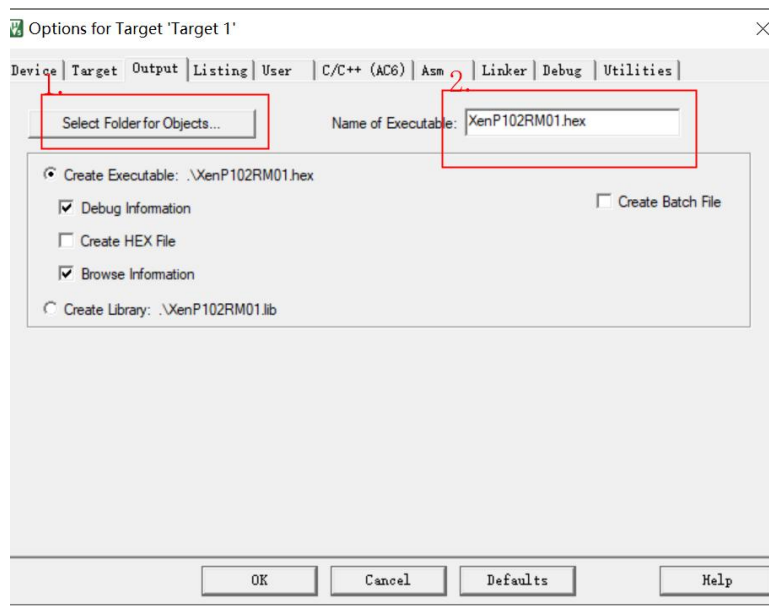 Options for Target 'Target 1'
Device Target Output Listing User C/C++ (AC6) Asm Linker Debug Utilities
1. 2.
Select Folder for Objects... Name of Executable: XenP102RM01.hex
Create Executable: .\XenP102RM01.hex
Debug Information Create Batch File
Create HEX File
Browse Information
Create Library: .\XenP102RM01.lib
OK Cancel Defaults Help